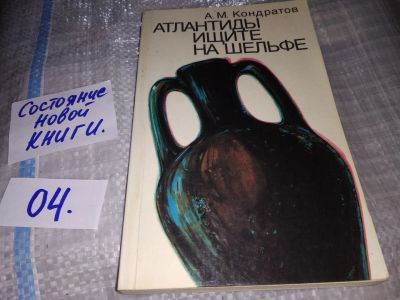 А. М. Кондратов
АТЛАНТИДЫ
ИЩИТЕ
НА ШЕЛЬФЕ
Состояние
новой
КНИГИ.
04.